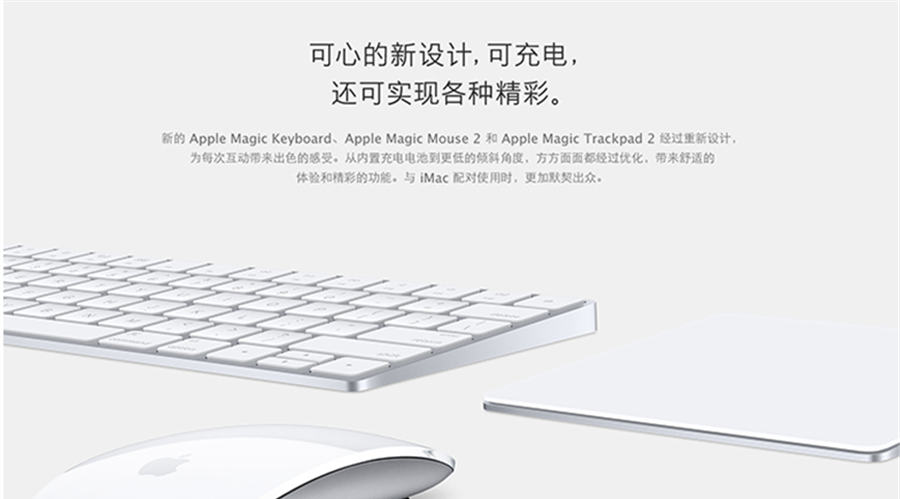 可心的新设计, 可充电,
还可实现各种精彩。
新的 Apple Magic Keyboard、Apple Magic Mouse 2 和 Apple Magic Trackpad 2 经过重新设计，
为每次互动带来出色的感受。从内置充电电池到更低的倾斜角度，方方面面都经过优化，带来舒适的
体验和精彩的功能。与 iMac 配对使用时，更加默契出众。